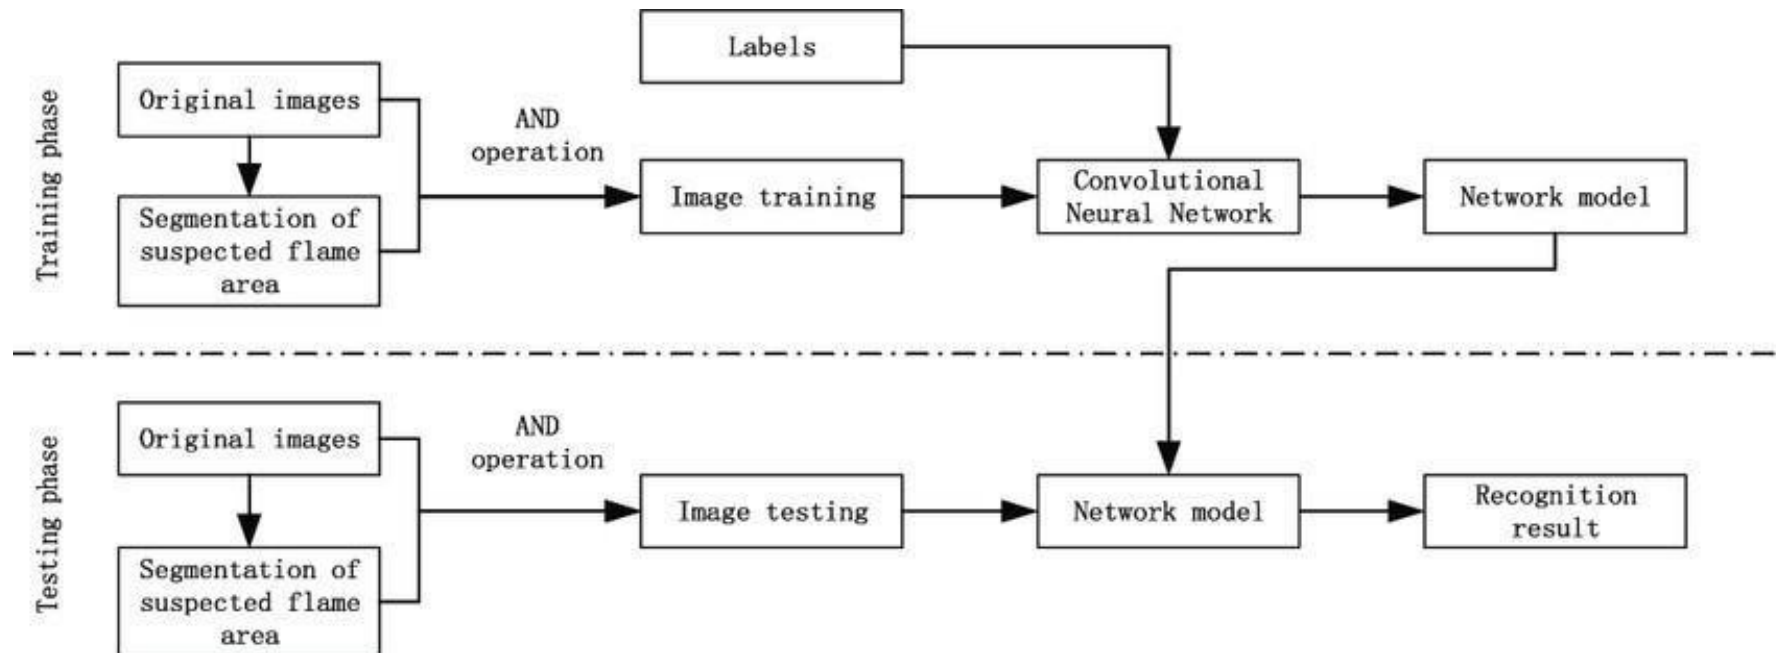 Training phase
Labels
Original images
AND
operation
Segmentation of
suspected flame
area
Image training
Convolutional
Neural Network
Network model
Testing phase
Original images
AND
operation
Segmentation of
suspected flame
area
Image testing
Network model
Recognition
result